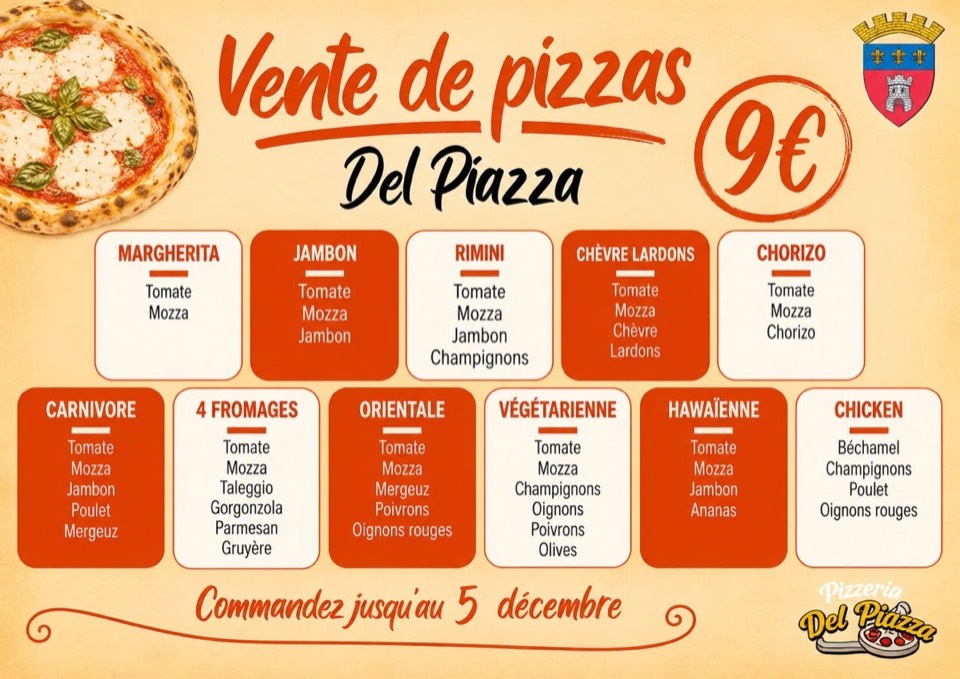 Vente de pizzas
Del Piazza
9€
MARGHERITA
Tomate
Mozza
JAMBON
Tomate
Mozza
Jambon
RIMINI
Tomate
Mozza
Jambon
Champignons
CHÈVRE LARDONS
Tomate
Mozza
Chèvre
Lardons
CHORIZO
Tomate
Mozza
Chorizo
CARNIVORE
Tomate
Mozza
Jambon
Poulet
Mergeuz
4 FROMAGES
Tomate
Mozza
Taleggio
Gorgonzola
Parmesan
Gruyère
ORIENTALE
Tomate
Mozza
Mergeuz
Poivrons
Oignons rouges
VÉGÉTARIENNE
Tomate
Mozza
Champignons
Oignons
Poivrons
Olives
HAWAÏENNE
Tomate
Mozza
Jambon
Ananas
CHICKEN
Béchamel
Champignons
Poulet
Oignons rouges
Commandez jusqu'au 5 décembre
Pizzeria
Del Piazza